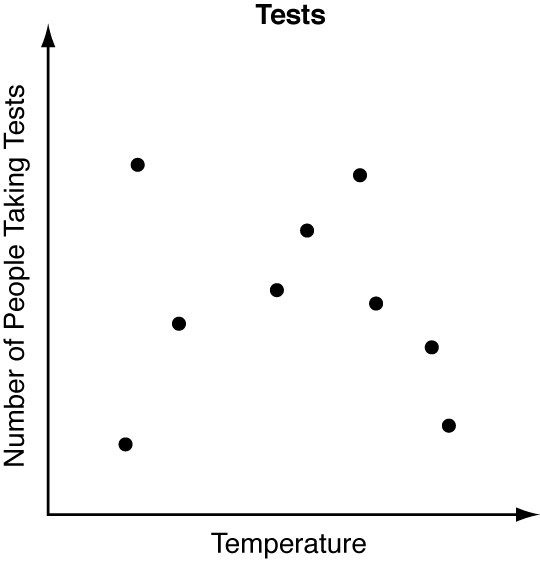 Tests
Number of People Taking Tests
Temperature